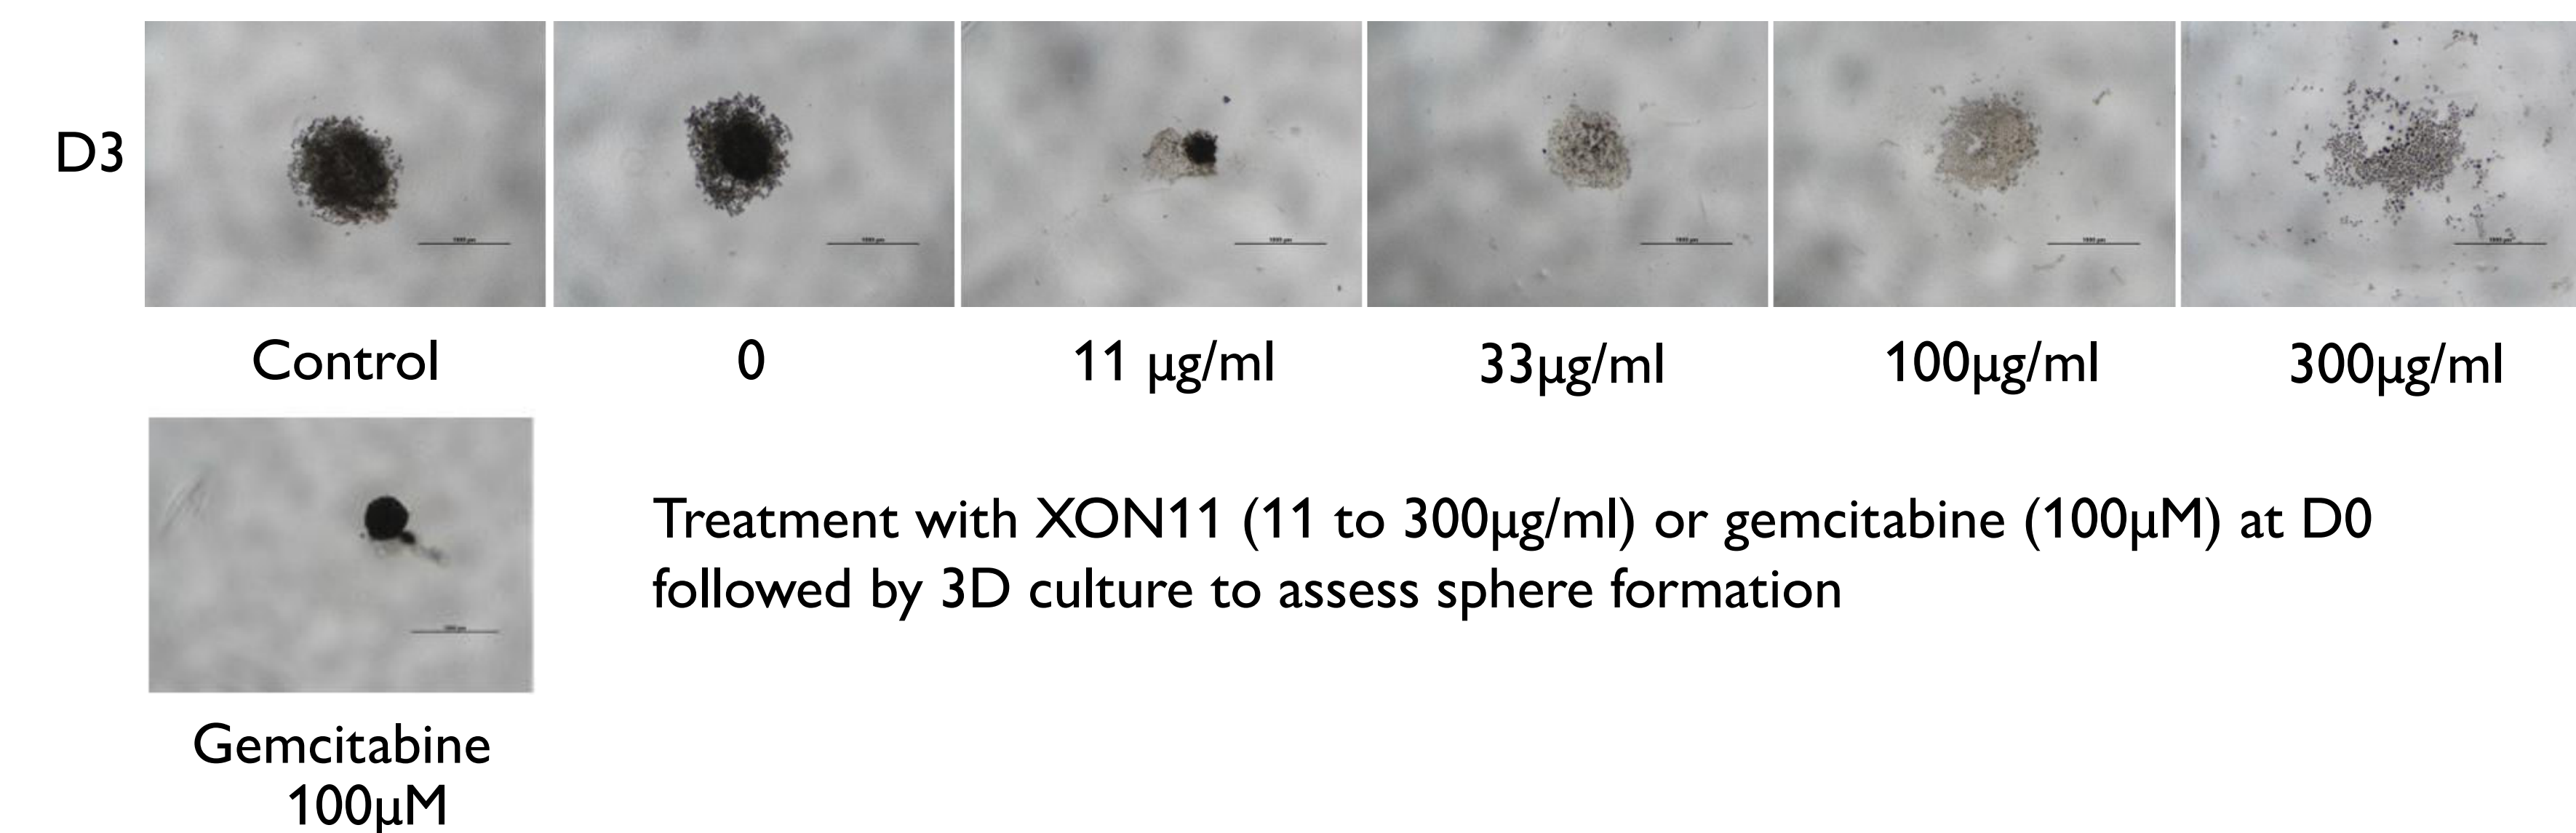 D3
Control
0
11 µg/ml
33µg/ml
100µg/ml
300µg/ml
Treatment with XON11 (11 to 300µg/ml) or gemcitabine (100µM) at D0
followed by 3D culture to assess sphere formation
Gemcitabine
100µM